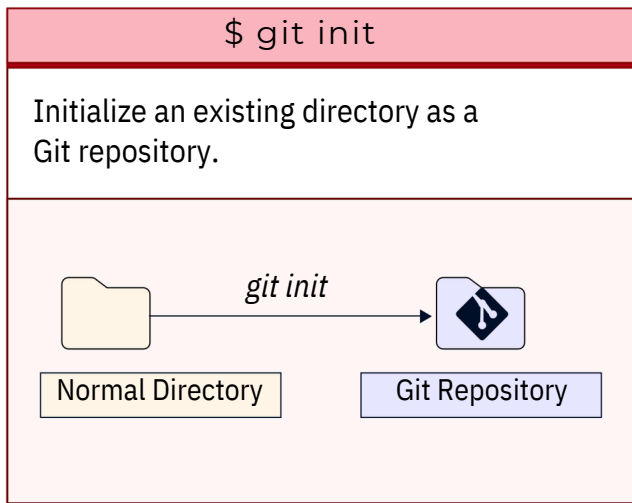 $ git init
Initialize an existing directory as a
Git repository.
git init
Normal Directory
Git Repository